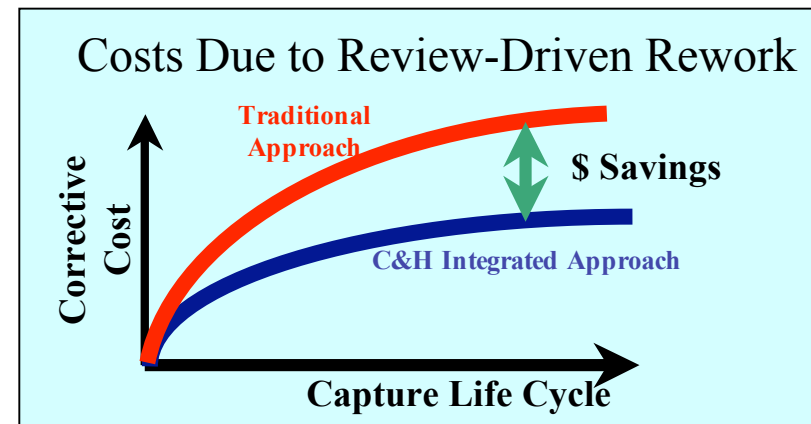 Costs Due to Review-Driven Rework
Traditional
Approach
$ Savings
Corrective
Cost
C&H Integrated Approach
Capture Life Cycle